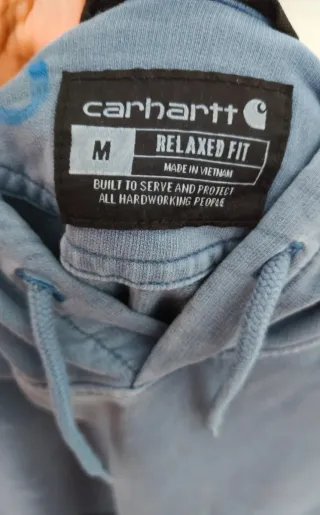 carhartt
M
RELAXED FIT
MADE IN VIETNAM
BUILT TO SERVE AND PROTECT
ALL HARDWORKING PEOPLE